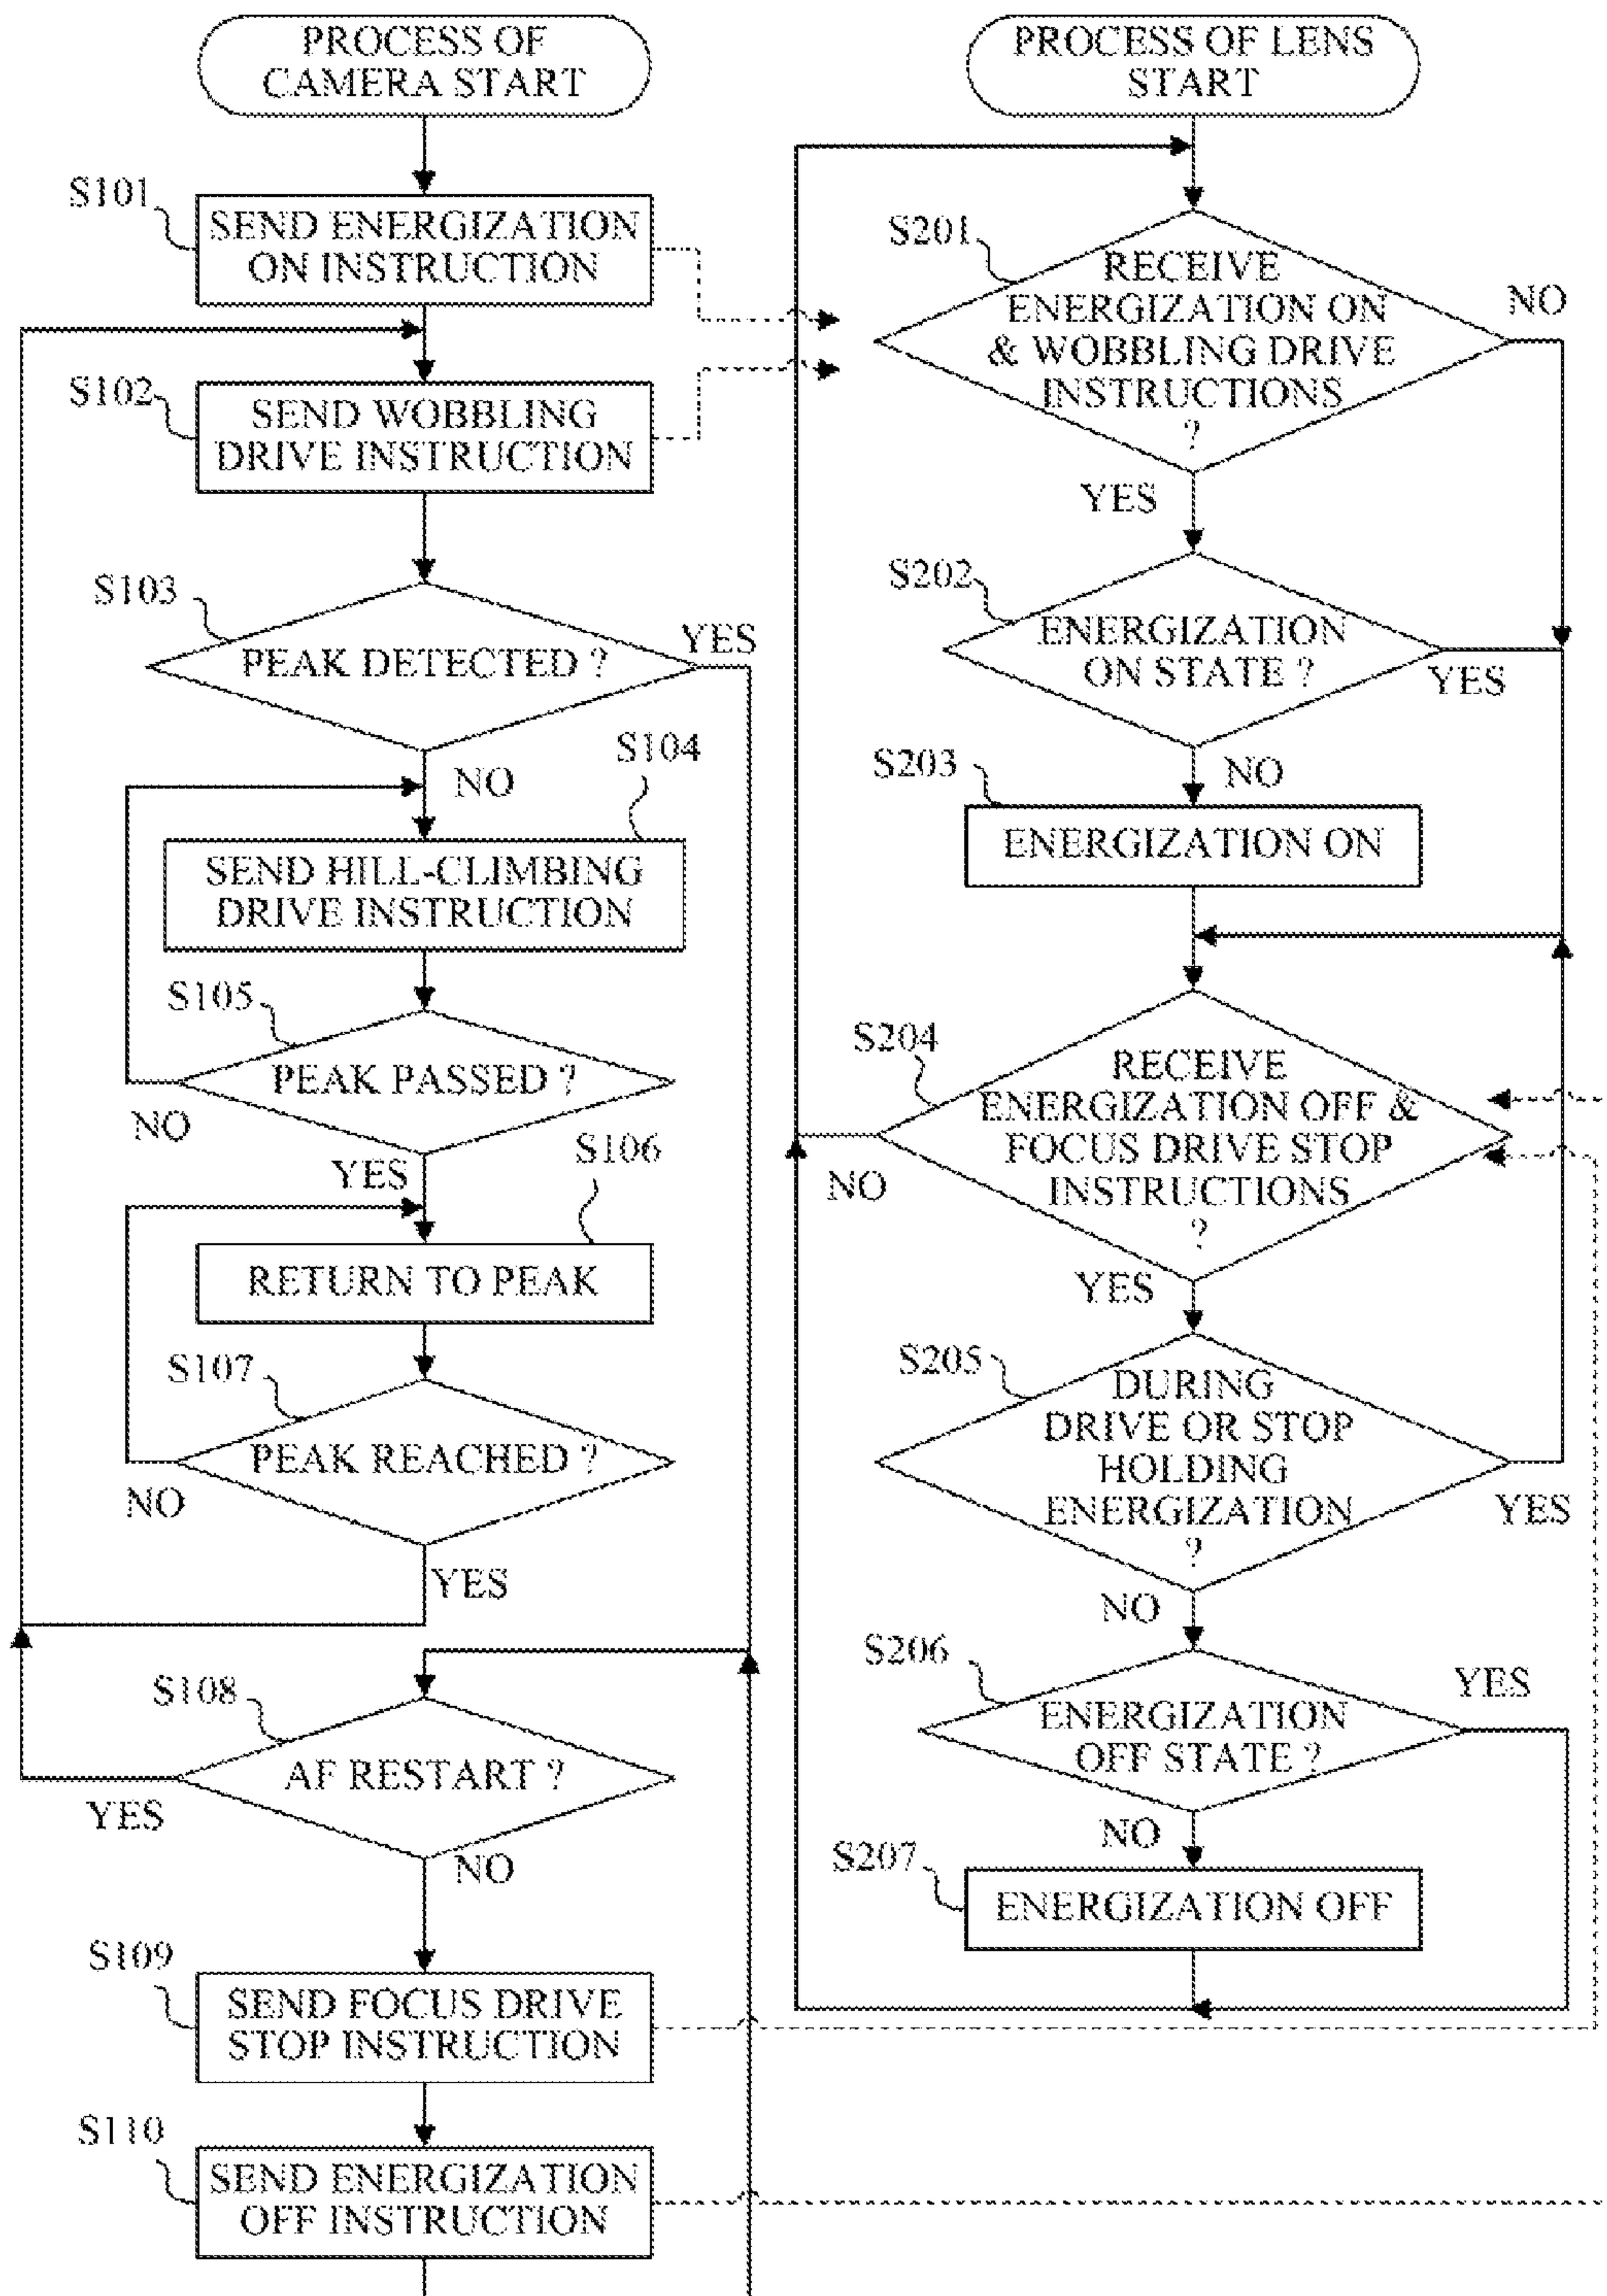 PROCESS OF
CAMERA START
S101
SEND ENERGIZATION
ON INSTRUCTION
S102
SEND WOBBLING
DRIVE INSTRUCTION
S103
PEAK DETECTED ?
YES
NO
S104
SEND HILL-CLIMBING
DRIVE INSTRUCTION
S105
PEAK PASSED ?
NO
YES
S106
RETURN TO PEAK
S107
PEAK REACHED ?
NO
YES
S108
AF RESTART ?
YES
NO
S109
SEND FOCUS DRIVE
STOP INSTRUCTION
S110
SEND ENERGIZATION
OFF INSTRUCTION
PROCESS OF LENS
START
S201
RECEIVE
ENERGIZATION ON
& WOBBLING DRIVE
INSTRUCTIONS
?
NO
YES
S202
ENERGIZATION
ON STATE ?
YES
NO
S203
ENERGIZATION ON
S204
RECEIVE
ENERGIZATION OFF &
FOCUS DRIVE STOP
INSTRUCTIONS
?
NO
YES
S205
DURING
DRIVE OR STOP
HOLDING
ENERGIZATION
?
YES
NO
S206
ENERGIZATION
OFF STATE ?
YES
NO
S207
ENERGIZATION OFF